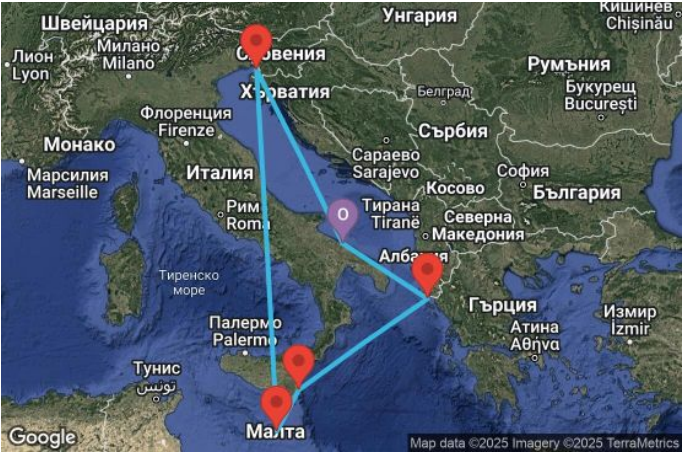 Швейцария
Унгария
Кишинев
Chișinău
Словения
Милано
Milano
Лион
Lyon
Румъния
Хърватия
Белград
Букурещ
București
Флоренция
Firenze
Монако
Сърбия
Сараево
Sarajevo
Марсилия
Marseille
Италия
София
Косово
България
Рим
Roma
O
Тирана
Tiranë
Северна
Македония
Албания
Тиренско
море
Гърция
Измир
İzmir
Палермо
Palermo
Атина
Αθήνα
Тунис
تونس
Малта
Google
Map data ©2025 Imagery ©2025 TerraMetrics